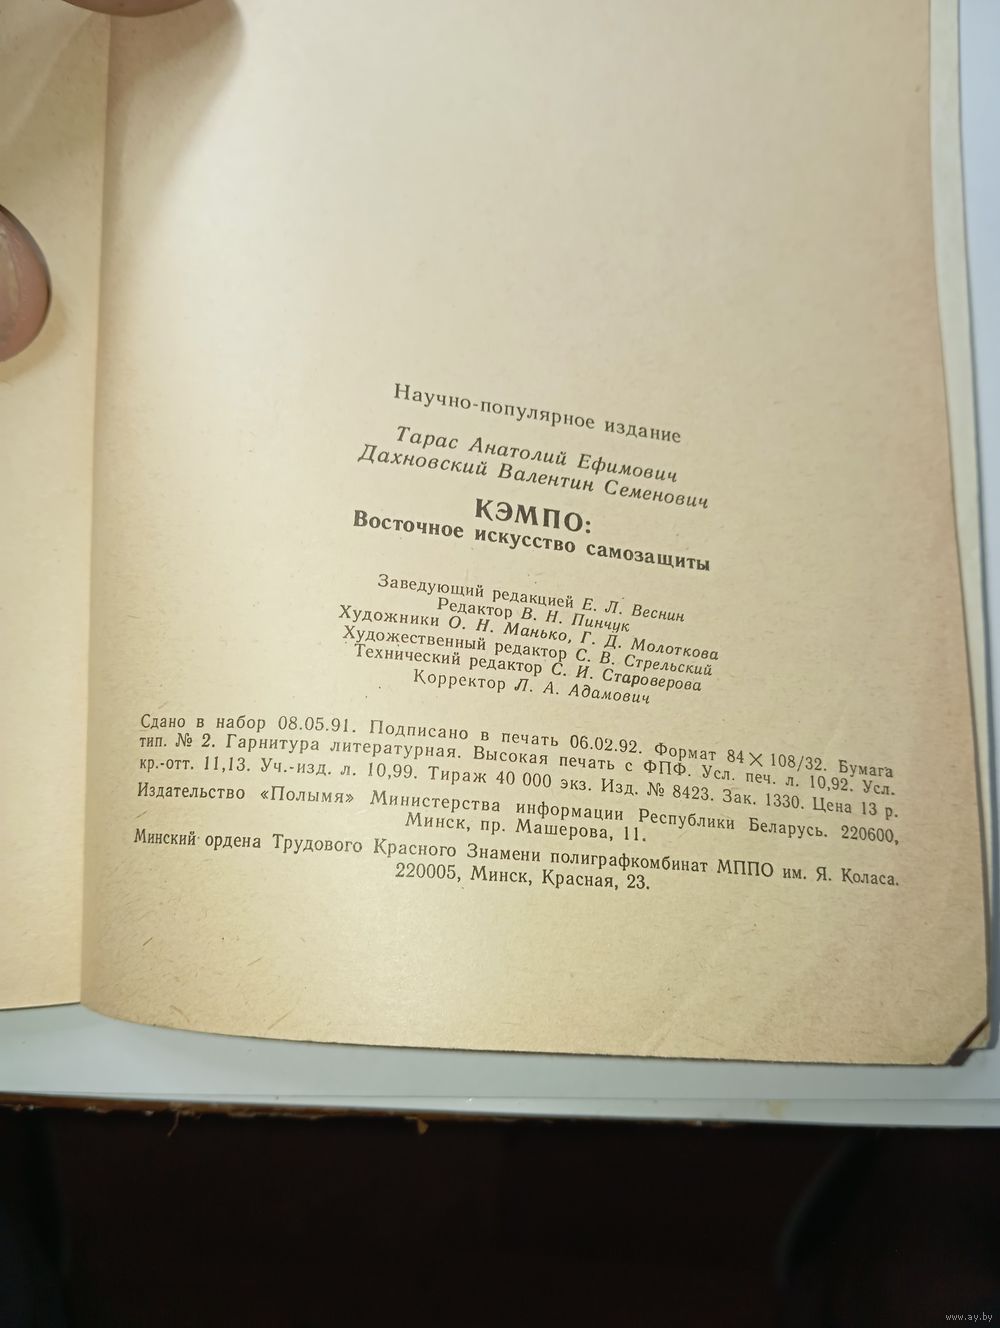 Научно-популярное издание
Тарас Анатолий Ефимович
Дахновский Валентин Семенович
КЭМПО:
Восточное искусство самозащиты
Заведующий редакцией Е. Л. Веснин
Редактор В. Н. Пинчук
Художники О. Н. Манько, Г. Д. Молоткова
Художественный редактор С. В. Стрельский
Технический редактор С. И. Староверова
Корректор Л. А. Адамович
Сдано в набор 08.05.91. Подписано в печать 06.02.92. Формат 84×108/32. Бумага
тип. № 2. Гарнитура литературная. Высокая печать с ФПФ. Усл. печ. л. 10,92. Усл.
кр.-отт. 11,13. Уч.-изд. л. 10,99. Тираж 40 000 экз. Изд. № 8423. Зак. 1330. Цена 13 р.
Издательство «Полымя» Министерства информации Республики Беларусь. 220600,
Минск, пр. Машерова, 11.
Минский ордена Трудового Красного Знамени полиграфкомбинат МППО им. Я. Коласа.
220005, Минск, Красная, 23.
www.ay.by